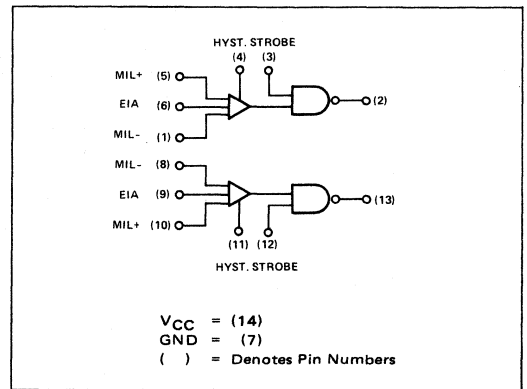 HYST. STROBE
(4) (3)
MIL+ (5)
EIA (6)
(2)
MIL- (1)
MIL- (8)
EIA (9)
(13)
MIL+ (10)
(11) (12)
HYST. STROBE
VCC = (14)
GND = (7)
( ) = Denotes Pin Numbers